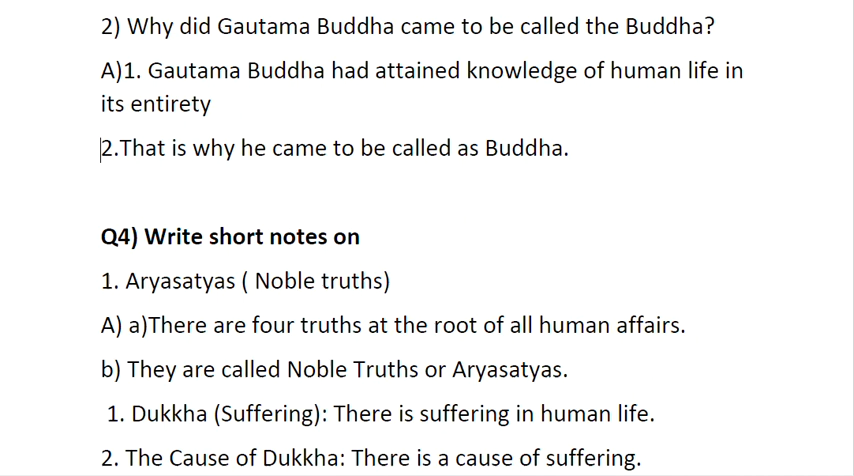 2) Why did Gautama Buddha came to be called the Buddha?
A)1. Gautama Buddha had attained knowledge of human life in
its entirety
2.That is why he came to be called as Buddha.
Q4) Write short notes on
1. Aryasatyas ( Noble truths)
A) a)There are four truths at the root of all human affairs.
b) They are called Noble Truths or Aryasatyas.
1. Dukkha (Suffering): There is suffering in human life.
2. The Cause of Dukkha: There is a cause of suffering.